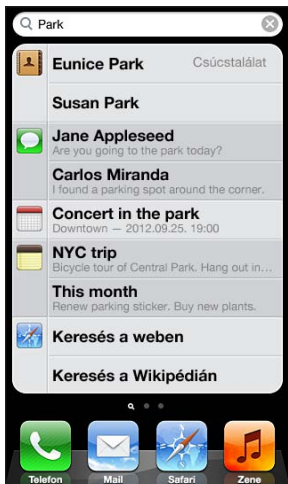 Park
Eunice Park Csúcstalálat
Susan Park
Jane Appleseed
Are you going to the park today?
Carlos Miranda
I found a parking spot around the corner.
Concert in the park
Downtown — 2012.09.25. 19:00
NYC trip
Bicycle tour of Central Park. Hang out in…
This month
Renew parking sticker. Buy new plants.
Keresés a weben
Keresés a Wikipédián
Telefon Mail Safari Zene